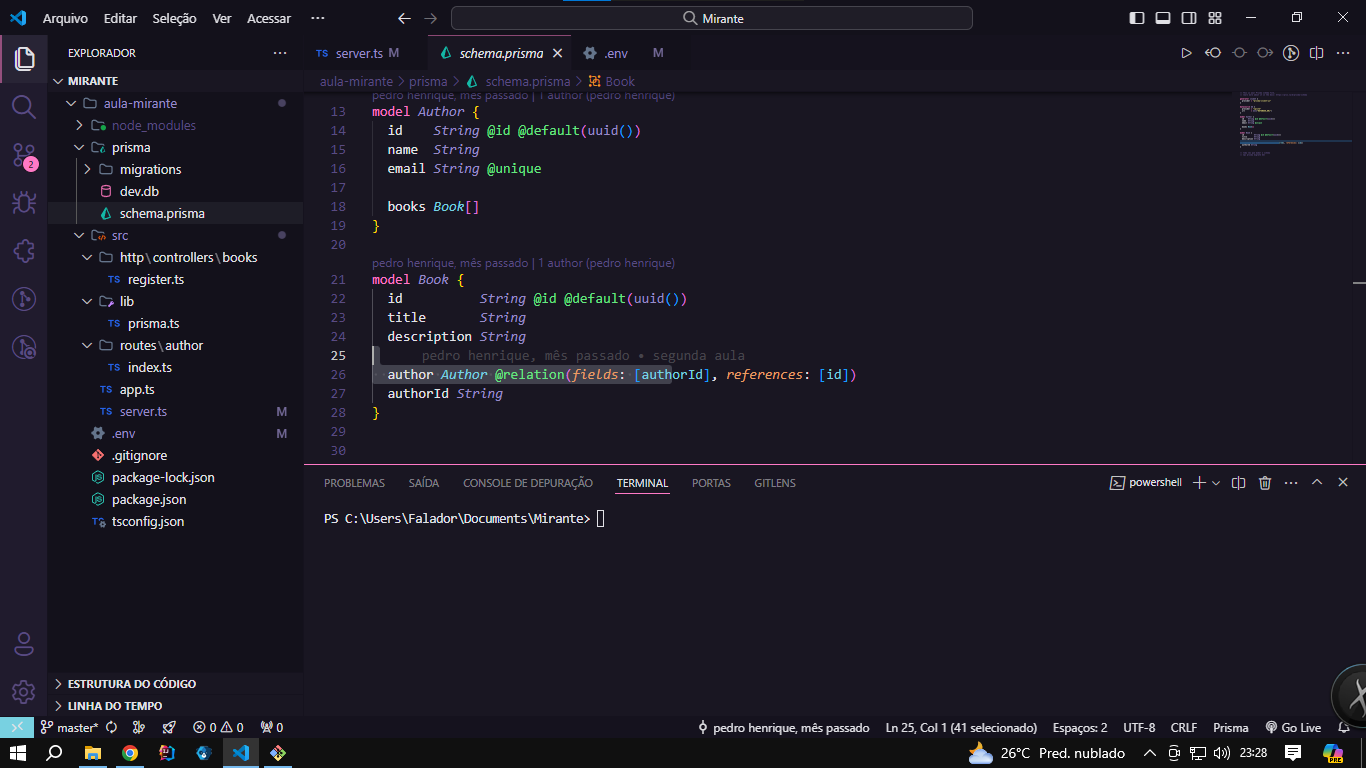 Arquivo Editar Seleção Ver Acessar ··· Mirante
EXPLORADOR ···
server.ts M schema.prisma .env M
MIRANTE
aula-mirante > prisma > schema.prisma > Book
aula-mirante
node_modules
prisma
migrations
dev.db
schema.prisma
src
http\controllers\books
TS register.ts
lib
TS prisma.ts
routes\author
TS index.ts
TS app.ts
TS server.ts M
.env M
.gitignore
package-lock.json
package.json
tsconfig.json
ESTRUTURA DO CÓDIGO
LINHA DO TEMPO
pedro henrique, mês passado | 1 author (pedro henrique)
13 model Author {
14 id String @id @default(uuid())
15 name String
16 email String @unique
17
18 books Book[]
19 }
20
pedro henrique, mês passado | 1 author (pedro henrique)
21 model Book {
22 id String @id @default(uuid())
23 title String
24 description String
25 pedro henrique, mês passado • segunda aula
26 author Author @relation(fields: [authorId], references: [id])
27 authorId String
28 }
29
30
PROBLEMAS SAÍDA CONSOLE DE DEPURAÇÃO TERMINAL PORTAS GITLENS powershell
PS C:\Users\Falador\Documents\Mirante>
master* 0 0 0 pedro henrique, mês passado Ln 25, Col 1 (41 selecionado) Espaços: 2 UTF-8 CRLF Prisma Go Live
26°C Pred. nublado 23:28